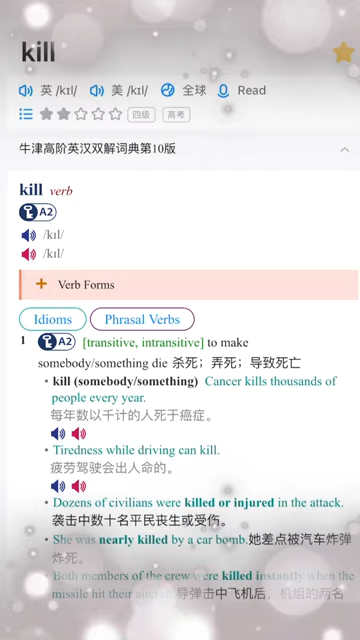 kill
英 /kɪl/ 美 /kɪl/ 全球 Read
四级 高考
牛津高阶英汉双解词典第10版
kill verb
A2
/kɪl/
/kɪl/
+ Verb Forms
Idioms Phrasal Verbs
1 A2 [transitive, intransitive] to make
somebody/something die 杀死；弄死；导致死亡
• kill (somebody/something) Cancer kills thousands of
people every year.
每年数以千计的人死于癌症。
• Tiredness while driving can kill.
疲劳驾驶会出人命的。
• Dozens of civilians were killed or injured in the attack.
袭击中数十名平民丧生或受伤。
• She was nearly killed by a car bomb.她差点被汽车炸弹
炸死。
• Both members of the crew were killed instantly when the
missile hit their aircraft.导弹击中飞机后，机组的两名